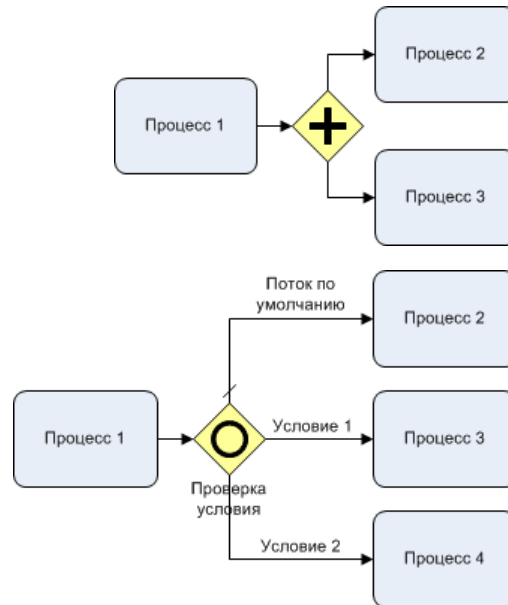 Процесс 2
Процесс 1
Процесс 3
Поток по
умолчанию
Процесс 2
Процесс 1
Условие 1
Процесс 3
Проверка
условия
Условие 2
Процесс 4